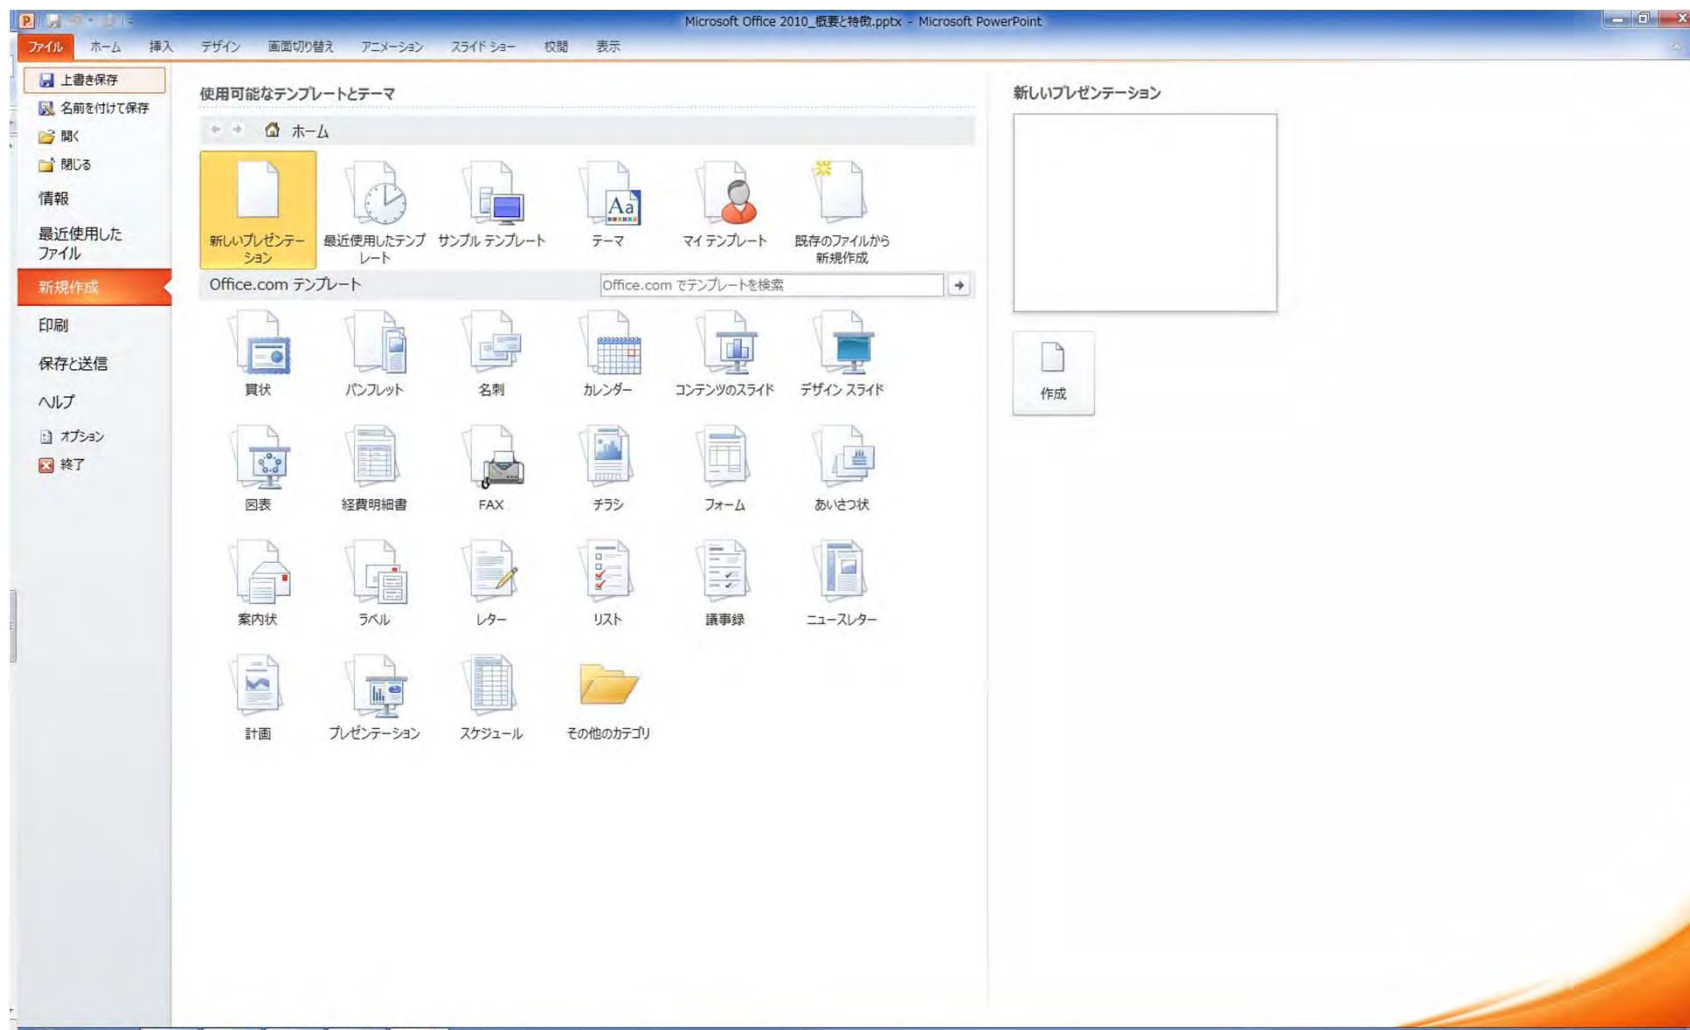 Microsoft Office 2010_概要と特徴.pptx - Microsoft PowerPoint
ファイル ホーム 挿入 デザイン 画面切り替え アニメーション スライド ショー 校閲 表示
上書き保存
名前を付けて保存
開く
閉じる
情報
最近使用した
ファイル
新規作成
印刷
保存と送信
ヘルプ
オプション
終了
使用可能なテンプレートとテーマ
ホーム
新しいプレゼンテー
ション
最近使用したテンプ
レート
サンプル テンプレート
テーマ
マイ テンプレート
既存のファイルから
新規作成
Office.com テンプレート
Office.com でテンプレートを検索
賞状 パンフレット 名刺 カレンダー コンテンツのスライド デザイン スライド
図表 経費明細書 FAX チラシ フォーム あいさつ状
案内状 ラベル レター リスト 議事録 ニュースレター
計画 プレゼンテーション スケジュール その他のカテゴリ
新しいプレゼンテーション
作成